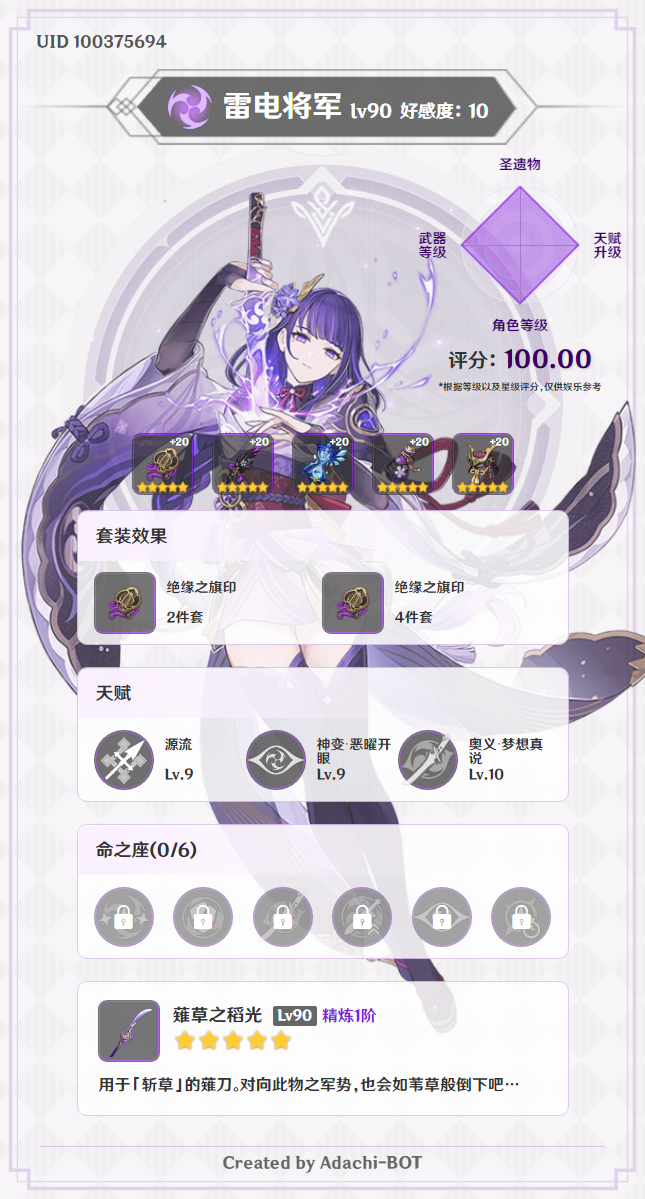 UID 100375694
雷电将军 lv90 好感度：10
圣遗物
武器
等级
天赋
升级
角色等级
评分：100.00
*根据等级以及星级评分，仅供娱乐参考
+20 +20 +20 +20 +20
套装效果
绝缘之旗印
2件套
绝缘之旗印
4件套
天赋
源流
Lv.9
神变·恶曜开
眼
Lv.9
奥义·梦想真
说
Lv.10
命之座(0/6)
薙草之稻光 Lv90 精炼1阶
用于「斩草」的薙刀。对向此物之军势，也会如苇草般倒下吧…
Created by Adachi-BOT